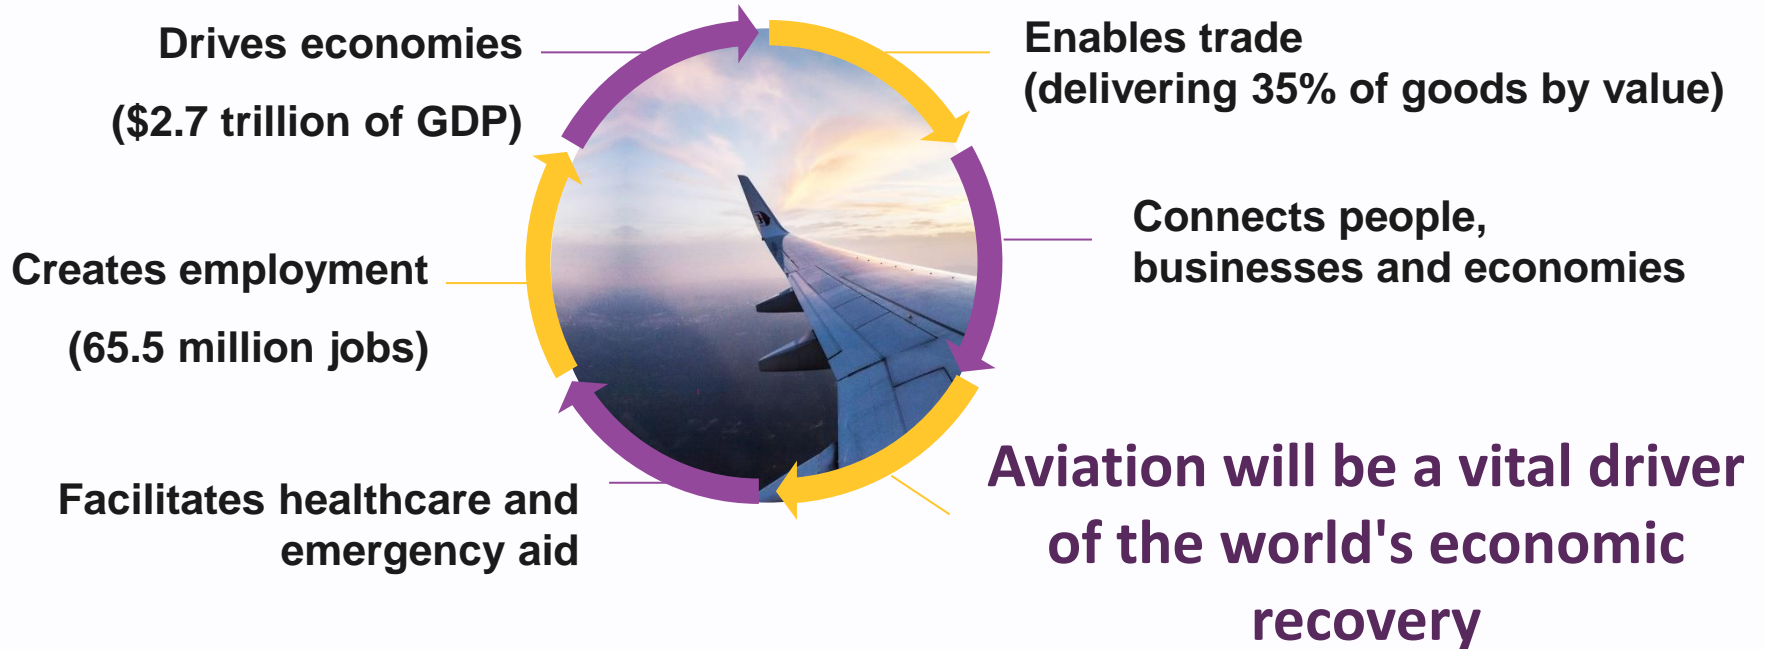 Drives economies
($2.7 trillion of GDP)
Enables trade
(delivering 35% of goods by value)
Connects people,
businesses and economies
Creates employment
(65.5 million jobs)
Facilitates healthcare and
emergency aid
Aviation will be a vital driver
of the world's economic
recovery